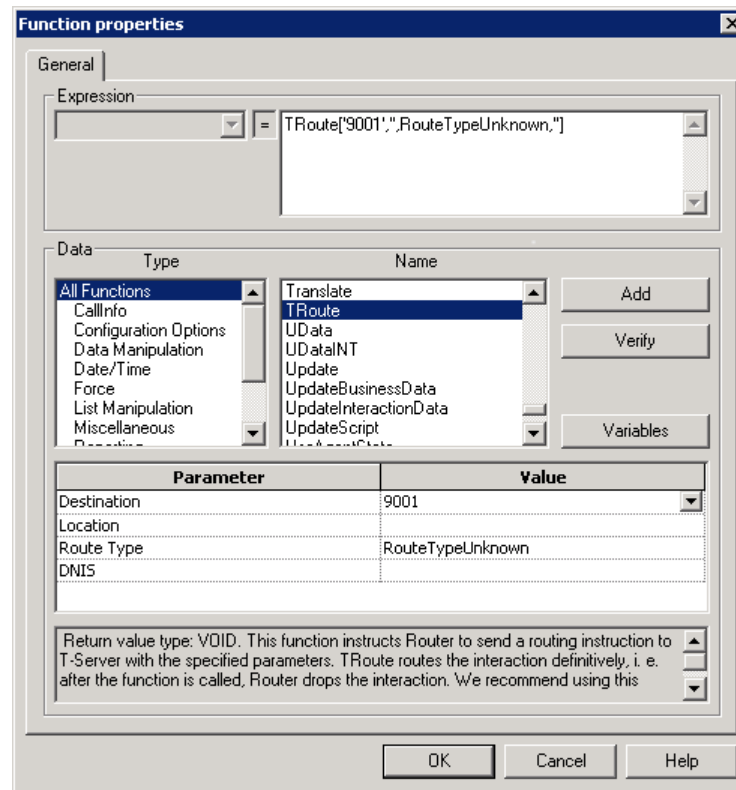 Function properties
General
Expression
=
TRoute['9001','',RouteTypeUnknown,'']
Data
Type
Name
All Functions
CallInfo
Configuration Options
Data Manipulation
Date/Time
Force
List Manipulation
Miscellaneous
Translate
TRoute
UData
UDataINT
Update
UpdateBusinessData
UpdateInteractionData
UpdateScript
Add
Verify
Variables
Parameter Value
Destination 9001
Location
Route Type RouteTypeUnknown
DNIS
Return value type: VOID. This function instructs Router to send a routing instruction to
T-Server with the specified parameters. TRoute routes the interaction definitively, i. e.
after the function is called, Router drops the interaction. We recommend using this
OK Cancel Help